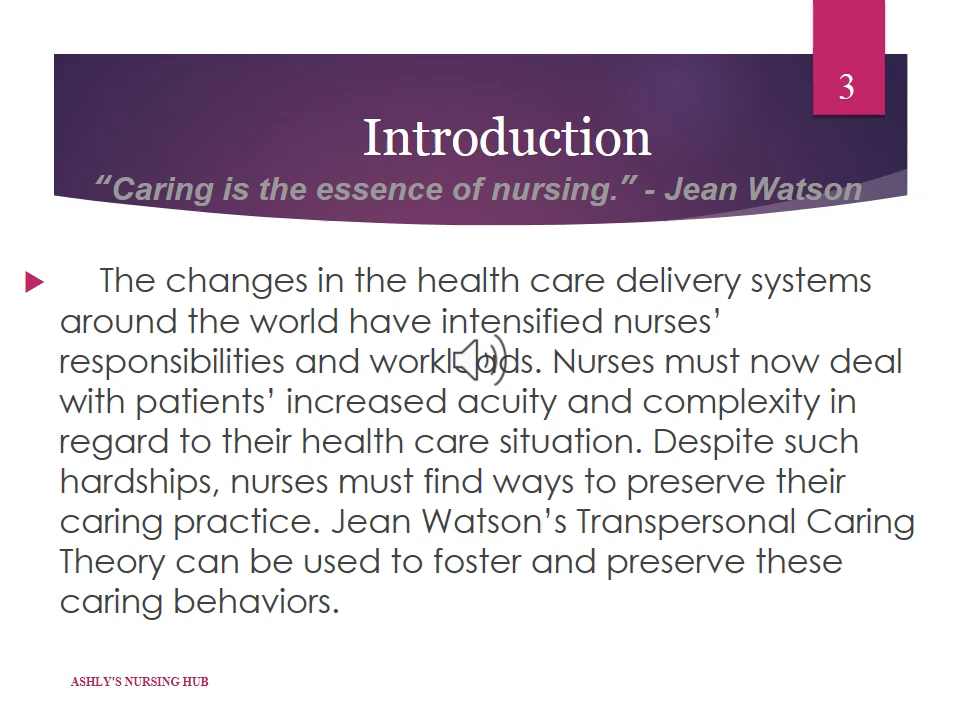 3
Introduction
“Caring is the essence of nursing.” - Jean Watson
The changes in the health care delivery systems
around the world have intensified nurses’
responsibilities and workloads. Nurses must now deal
with patients’ increased acuity and complexity in
regard to their health care situation. Despite such
hardships, nurses must find ways to preserve their
caring practice. Jean Watson’s Transpersonal Caring
Theory can be used to foster and preserve these
caring behaviors.
ASHLY'S NURSING HUB